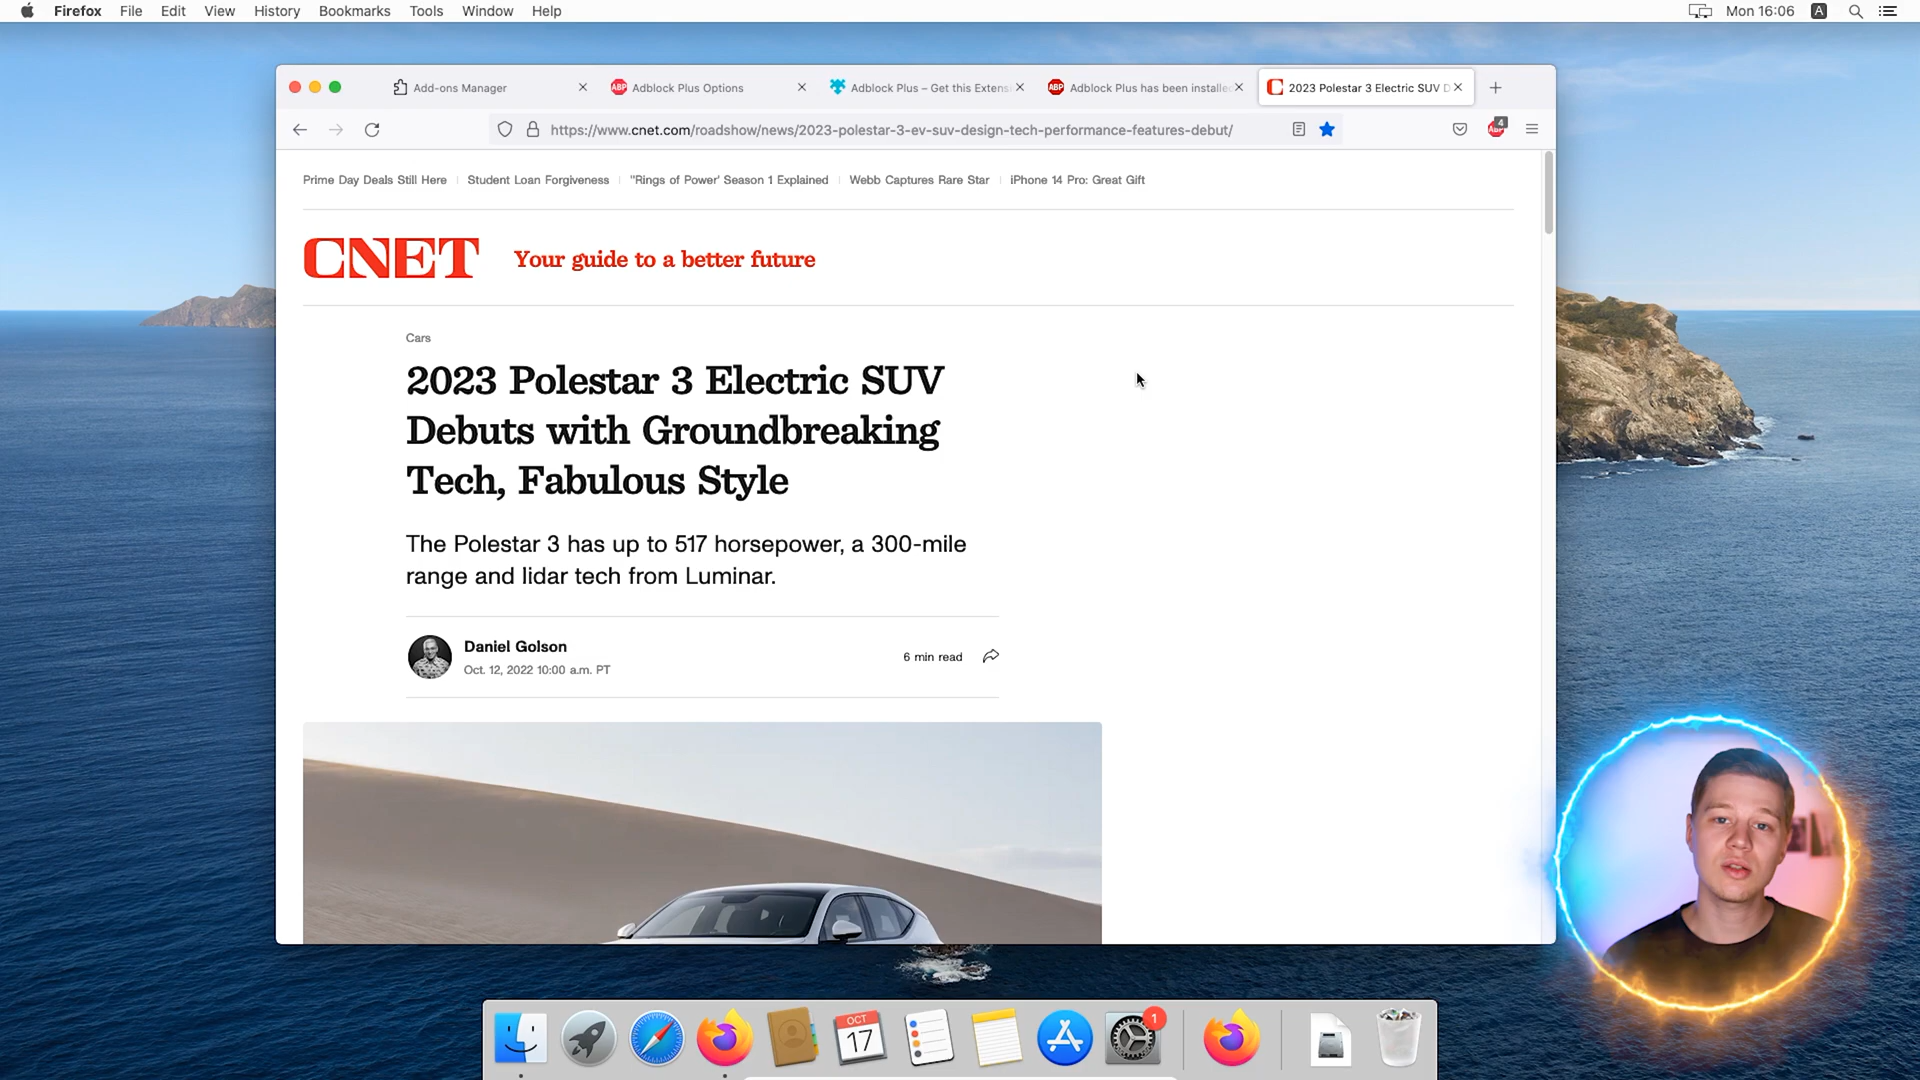 Firefox File Edit View History Bookmarks Tools Window Help
Mon 16:06 A
Add-ons Manager
ABP Adblock Plus Options
Adblock Plus – Get this Extens
ABP Adblock Plus has been installe
2023 Polestar 3 Electric SUV D
https://www.cnet.com/roadshow/news/2023-polestar-3-ev-suv-design-tech-performance-features-debut/
ABP 4
Prime Day Deals Still Here
Student Loan Forgiveness
"Rings of Power' Season 1 Explained
Webb Captures Rare Star
iPhone 14 Pro: Great Gift
CNET
Your guide to a better future
Cars
2023 Polestar 3 Electric SUV
Debuts with Groundbreaking
Tech, Fabulous Style
The Polestar 3 has up to 517 horsepower, a 300-mile
range and lidar tech from Luminar.
Daniel Golson
Oct. 12, 2022 10:00 a.m. PT
6 min read
OCT
17
1